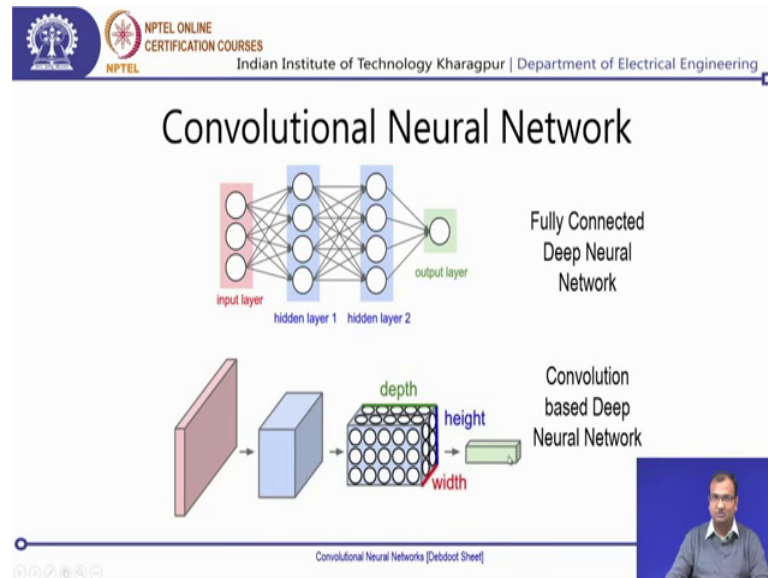 NPTEL ONLINE
CERTIFICATION COURSES
NPTEL
Indian Institute of Technology Kharagpur | Department of Electrical Engineering
Convolutional Neural Network
input layer
hidden layer 1
hidden layer 2
output layer
Fully Connected
Deep Neural
Network
depth
height
width
Convolution
based Deep
Neural Network
Convolutional Neural Networks [Debdoot Sheet]